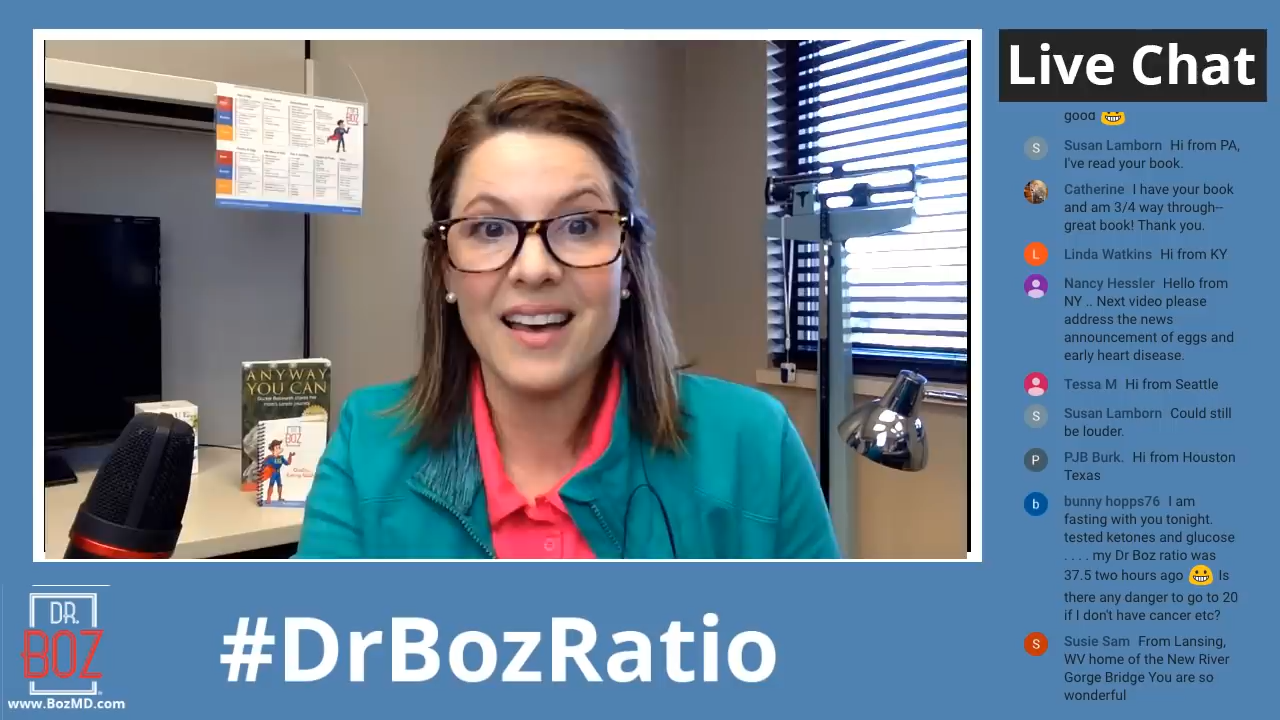 Live Chat
good
S
Susan Lamborn Hi from PA,
I've read your book.
Catherine I have your book
and am 3/4 way through--
great book! Thank you.
L
Linda Watkins Hi from KY
Nancy Hessler Hello from
NY .. Next video please
address the news
announcement of eggs and
early heart disease.
Tessa M Hi from Seattle
S
Susan Lamborn Could still
be louder.
P
PJB Burk. Hi from Houston
Texas
b
bunny hopps76 I am
fasting with you tonight.
tested ketones and glucose
. . . . my Dr Boz ratio was
37.5 two hours ago 😀 Is
there any danger to go to 20
if I don't have cancer etc?
S
Susie Sam From Lansing,
WV home of the New River
Gorge Bridge You are so
wonderful
ANYWAY
YOU CAN
BOZ
DR.
BOZ
www.BozMD.com
#DrBozRatio